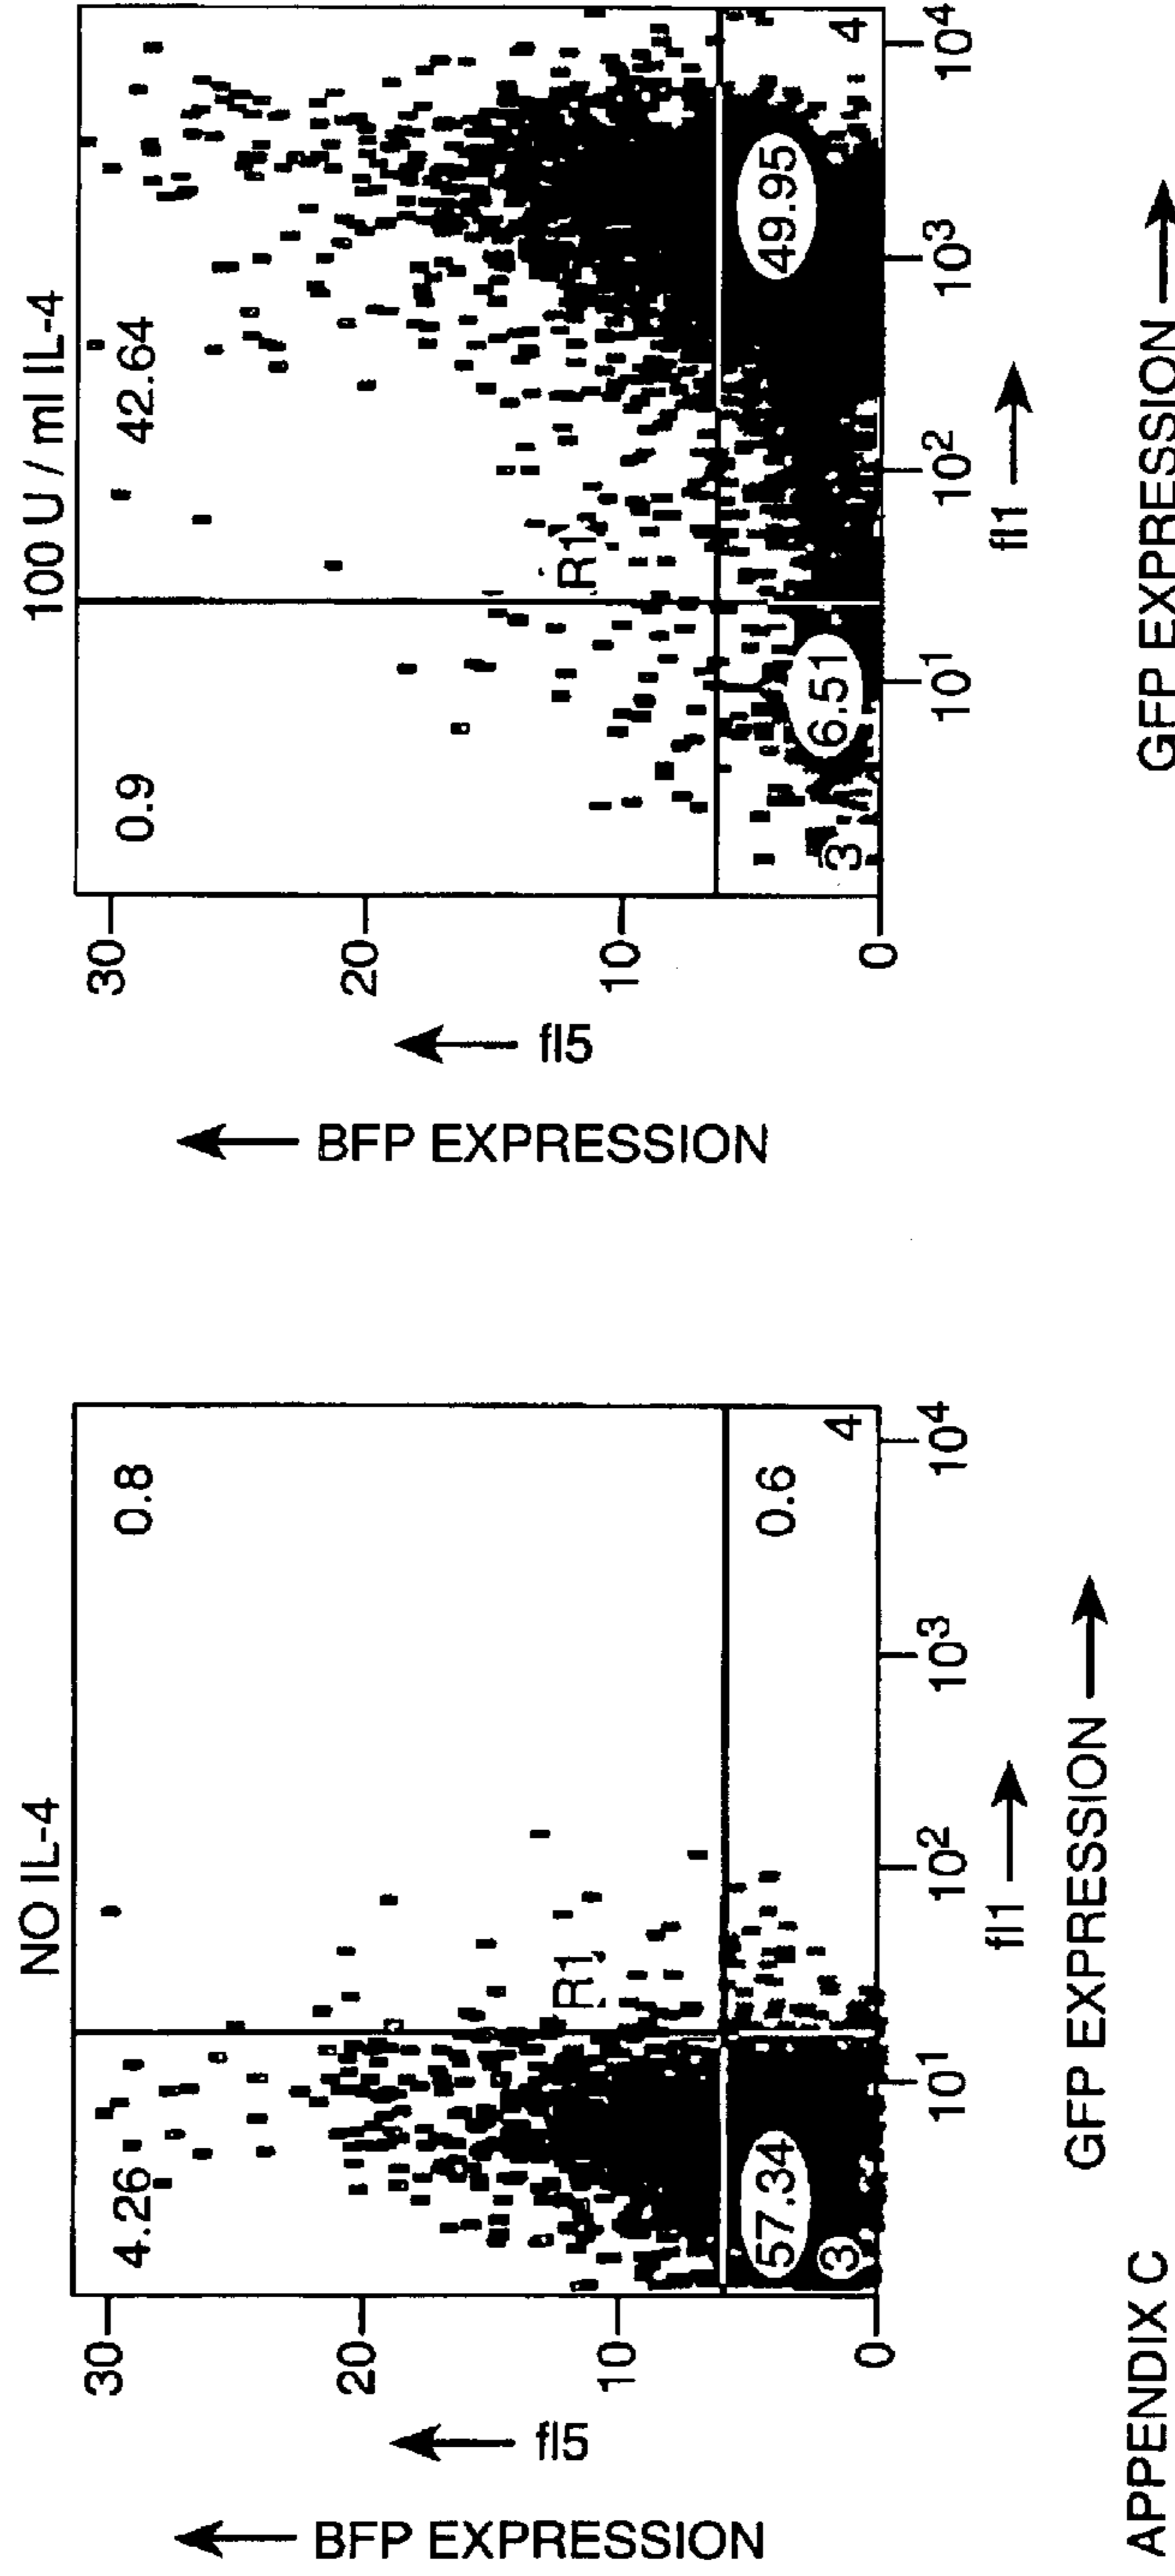 NO IL-4
BFP EXPRESSION
fl5
30
20
10
0
4.26
0.8
R1
57.34
3
0.6
4
10¹
10²
10³
10⁴
fl1
GFP EXPRESSION
100 U / ml IL-4
BFP EXPRESSION
fl5
30
20
10
0
0.9
42.64
R1
6.51
3
49.95
4
10¹
10²
10³
10⁴
fl1
GFP EXPRESSION
APPENDIX C